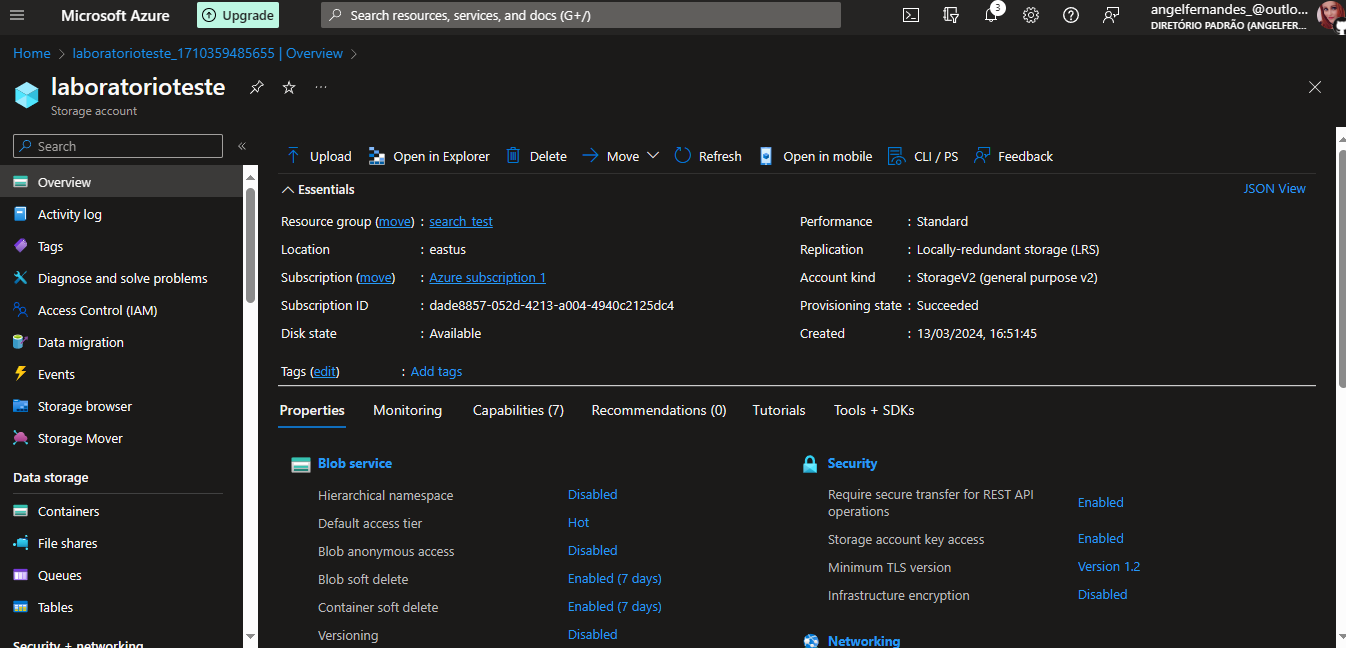 Microsoft Azure Upgrade Search resources, services, and docs (G+/) 3 angelfernandes_@outlo...
DIRETÓRIO PADRÃO (ANGELFER...
Home > laboratorioteste_1710359485655 | Overview >
laboratorioteste
Storage account
Search
Overview
Activity log
Tags
Diagnose and solve problems
Access Control (IAM)
Data migration
Events
Storage browser
Storage Mover
Data storage
Containers
File shares
Queues
Tables
Security + networking
Upload Open in Explorer Delete Move Refresh Open in mobile CLI / PS Feedback
Essentials JSON View
Resource group (move) : search_test
Location : eastus
Subscription (move) : Azure subscription 1
Subscription ID : dade8857-052d-4213-a004-4940c2125dc4
Disk state : Available
Performance : Standard
Replication : Locally-redundant storage (LRS)
Account kind : StorageV2 (general purpose v2)
Provisioning state : Succeeded
Created : 13/03/2024, 16:51:45
Tags (edit) : Add tags
Properties Monitoring Capabilities (7) Recommendations (0) Tutorials Tools + SDKs
Blob service
Hierarchical namespace Disabled
Default access tier Hot
Blob anonymous access Disabled
Blob soft delete Enabled (7 days)
Container soft delete Enabled (7 days)
Versioning Disabled
Security
Require secure transfer for REST API
operations Enabled
Storage account key access Enabled
Minimum TLS version Version 1.2
Infrastructure encryption Disabled
Networking